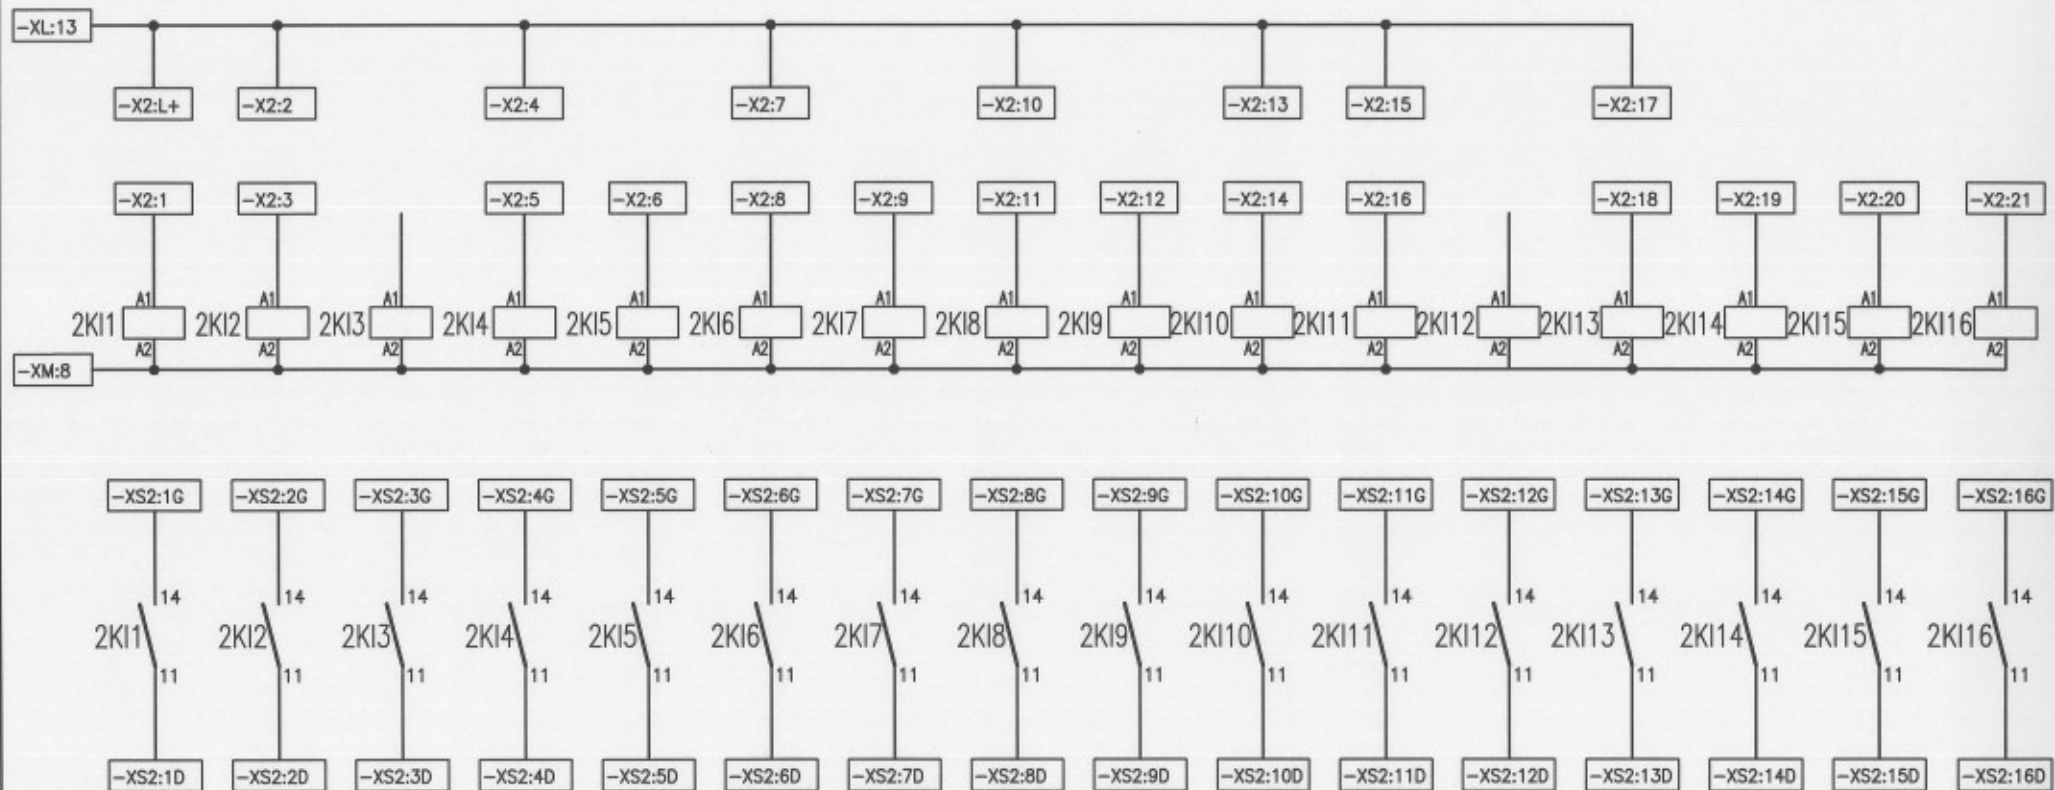 -XL:13
-X2:L+ -X2:2 -X2:4 -X2:7 -X2:10 -X2:13 -X2:15 -X2:17
-X2:1 -X2:3 -X2:5 -X2:6 -X2:8 -X2:9 -X2:11 -X2:12 -X2:14 -X2:16 -X2:18 -X2:19 -X2:20 -X2:21
A1 A1 A1 A1 A1 A1 A1 A1 A1 A1 A1 A1 A1 A1 A1 A1
2KI1 2KI2 2KI3 2KI4 2KI5 2KI6 2KI7 2KI8 2KI9 2KI10 2KI11 2KI12 2KI13 2KI14 2KI15 2KI16
A2 A2 A2 A2 A2 A2 A2 A2 A2 A2 A2 A2 A2 A2 A2 A2
-XM:8
-XS2:1G -XS2:2G -XS2:3G -XS2:4G -XS2:5G -XS2:6G -XS2:7G -XS2:8G -XS2:9G -XS2:10G -XS2:11G -XS2:12G -XS2:13G -XS2:14G -XS2:15G -XS2:16G
14 14 14 14 14 14 14 14 14 14 14 14 14 14 14 14
2KI1 2KI2 2KI3 2KI4 2KI5 2KI6 2KI7 2KI8 2KI9 2KI10 2KI11 2KI12 2KI13 2KI14 2KI15 2KI16
11 11 11 11 11 11 11 11 11 11 11 11 11 11 11 11
-XS2:1D -XS2:2D -XS2:3D -XS2:4D -XS2:5D -XS2:6D -XS2:7D -XS2:8D -XS2:9D -XS2:10D -XS2:11D -XS2:12D -XS2:13D -XS2:14D -XS2:15D -XS2:16D